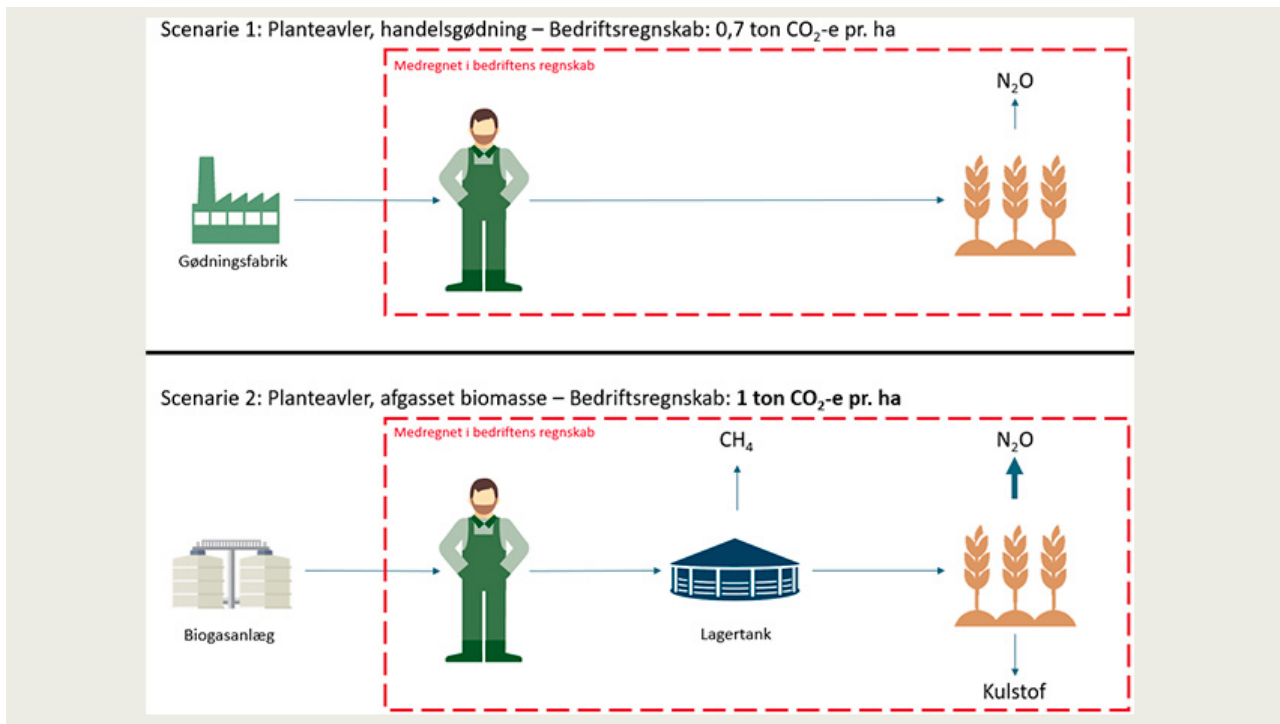 Scenarie 1: Planteavler, handelsgødning – Bedriftsregnskab: 0,7 ton CO₂-e pr. ha
Medregnet i bedriftens regnskab
N₂O
Gødningsfabrik
Scenarie 2: Planteavler, afgasset biomasse – Bedriftsregnskab: 1 ton CO₂-e pr. ha
Medregnet i bedriftens regnskab
CH₄
N₂O
Biogasanlæg
Lagertank
Kulstof